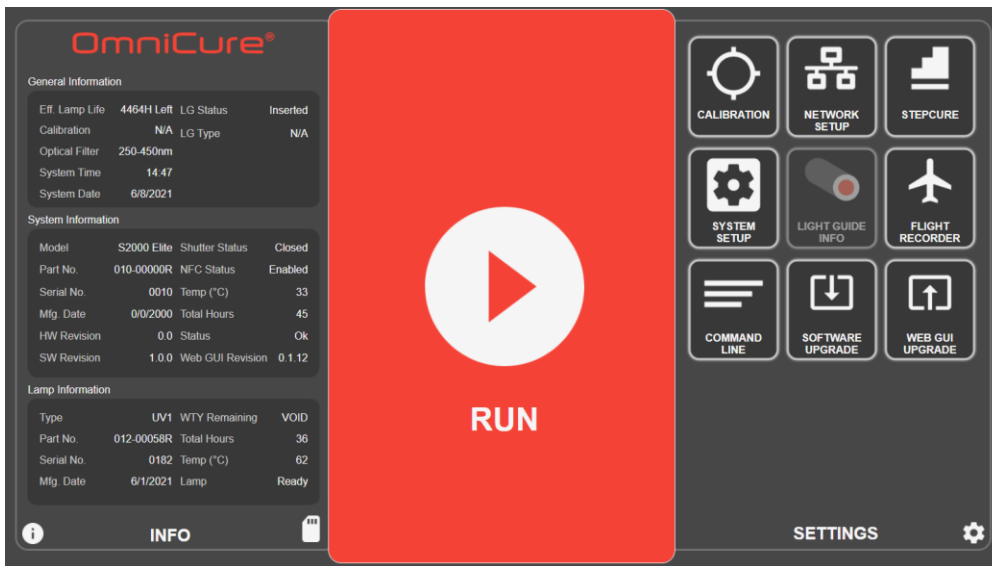 OmniCure®
General Information
Eff. Lamp Life 4464H Left LG Status Inserted
Calibration N/A LG Type N/A
Optical Filter 250-450nm
System Time 14:47
System Date 6/8/2021
System Information
Model S2000 Elite Shutter Status Closed
Part No. 010-00000R NFC Status Enabled
Serial No. 0010 Temp (°C) 33
Mfg. Date 0/0/2000 Total Hours 45
HW Revision 0.0 Status Ok
SW Revision 1.0.0 Web GUI Revision 0.1.12
Lamp Information
Type UV1 WTY Remaining VOID
Part No. 012-00058R Total Hours 36
Serial No. 0182 Temp (°C) 62
Mfg. Date 6/1/2021 Lamp Ready
INFO
RUN
CALIBRATION
NETWORK
SETUP
STEPCURE
SYSTEM
SETUP
LIGHT GUIDE
INFO
FLIGHT
RECORDER
COMMAND
LINE
SOFTWARE
UPGRADE
WEB GUI
UPGRADE
SETTINGS